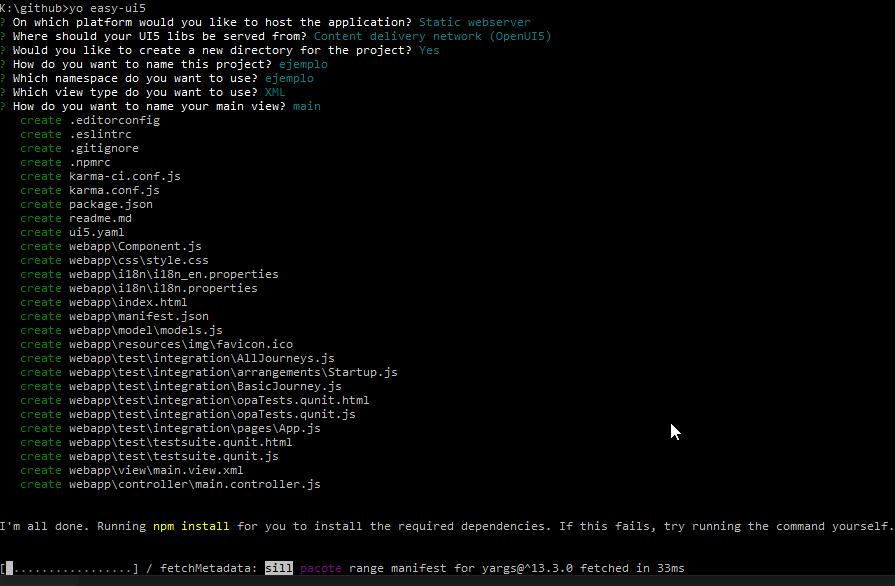 K:\github>yo easy-ui5
? On which platform would you like to host the application? Static webserver
? Where should your UI5 libs be served from? Content delivery network (OpenUI5)
? Would you like to create a new directory for the project? Yes
? How do you want to name this project? ejemplo
? Which namespace do you want to use? ejemplo
? Which view type do you want to use? XML
? How do you want to name your main view? main
create .editorconfig
create .eslintrc
create .gitignore
create .npmrc
create karma-ci.conf.js
create karma.conf.js
create package.json
create readme.md
create ui5.yaml
create webapp\Component.js
create webapp\css\style.css
create webapp\i18n\i18n_en.properties
create webapp\i18n\i18n.properties
create webapp\index.html
create webapp\manifest.json
create webapp\model\models.js
create webapp\resources\img\favicon.ico
create webapp\test\integration\AllJourneys.js
create webapp\test\integration\arrangements\Startup.js
create webapp\test\integration\BasicJourney.js
create webapp\test\integration\opaTests.qunit.html
create webapp\test\integration\opaTests.qunit.js
create webapp\test\integration\pages\App.js
create webapp\test\testsuite.qunit.html
create webapp\test\testsuite.qunit.js
create webapp\view\main.view.xml
create webapp\controller\main.controller.js
I'm all done. Running npm install for you to install the required dependencies. If this fails, try running the command yourself.
[█.................] / fetchMetadata: sill pacote range manifest for yargs@^13.3.0 fetched in 33ms